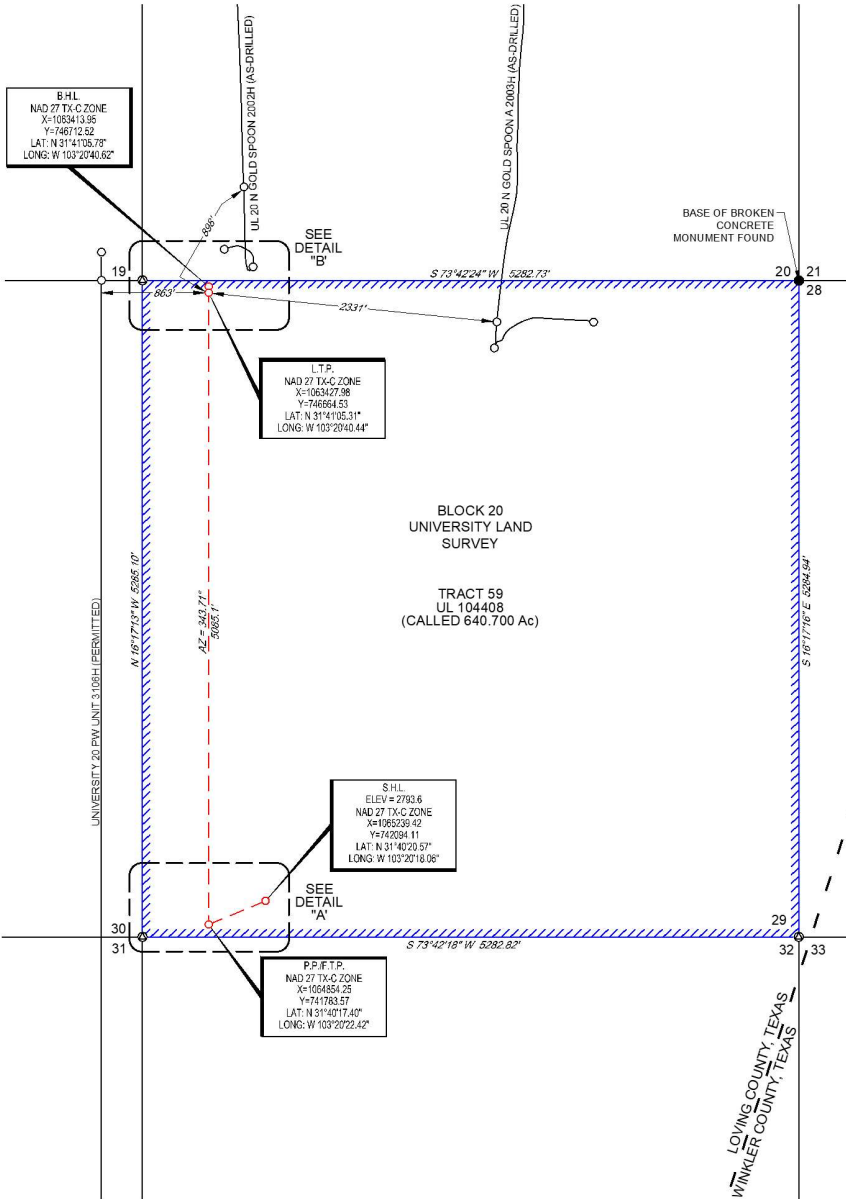 UL 20 N GOLD SPOON 2002H (AS-DRILLED)
UL 20 N GOLD SPOON A 2003H (AS-DRILLED)
B.H.L.
NAD 27 TX-C ZONE
X=1063413.95
Y=746712.52
LAT: N 31°41'05.78"
LONG: W 103°20'40.62"
898'
SEE
DETAIL
"B'
BASE OF BROKEN
CONCRETE
MONUMENT FOUND
19
S 73°42'24" W 5282.73'
20
21
28
863'
2331'
L.T.P.
NAD 27 TX-C ZONE
X=1063427.98
Y=746664.53
LAT: N 31°41'05.31"
LONG: W 103°20'40.44"
BLOCK 20
UNIVERSITY LAND
SURVEY
TRACT 59
UL 104408
(CALLED 640.700 Ac)
N 16°17'13" W 5285.10'
AZ = 343.71°
5085.1'
S 16°17'16" E 5284.94'
UNIVERSITY 20 PW UNIT 3106H (PERMITTED)
S.H.L.
ELEV = 2793.6
NAD 27 TX-C ZONE
X=1065239.42
Y=742094.11
LAT: N 31°40'20.57"
LONG: W 103°20'18.06"
SEE
DETAIL
"A'
30
31
S 73°42'18" W 5282.82'
29
32
33
P.P./F.T.P.
NAD 27 TX-C ZONE
X=1064854.25
Y=741783.57
LAT: N 31°40'17.40"
LONG: W 103°20'22.42"
LOVING COUNTY, TEXAS
WINKLER COUNTY, TEXAS